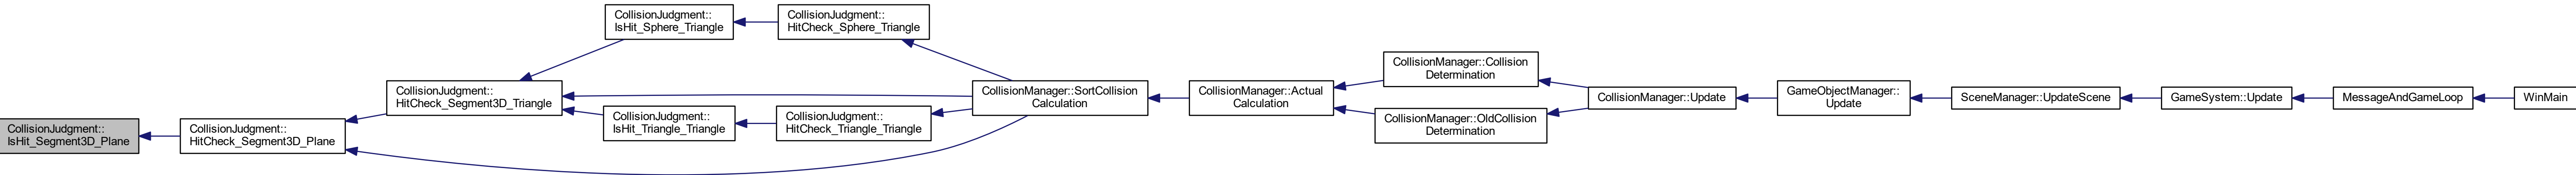 CollisionJudgment::
IsHit_Segment3D_Plane
CollisionJudgment::
HitCheck_Segment3D_Plane
CollisionJudgment::
HitCheck_Segment3D_Triangle
CollisionJudgment::
IsHit_Sphere_Triangle
CollisionJudgment::
HitCheck_Sphere_Triangle
CollisionJudgment::
IsHit_Triangle_Triangle
CollisionJudgment::
HitCheck_Triangle_Triangle
CollisionManager::SortCollision
Calculation
CollisionManager::Actual
Calculation
CollisionManager::Collision
Determination
CollisionManager::OldCollision
Determination
CollisionManager::Update
GameObjectManager::
Update
SceneManager::UpdateScene
GameSystem::Update
MessageAndGameLoop
WinMain